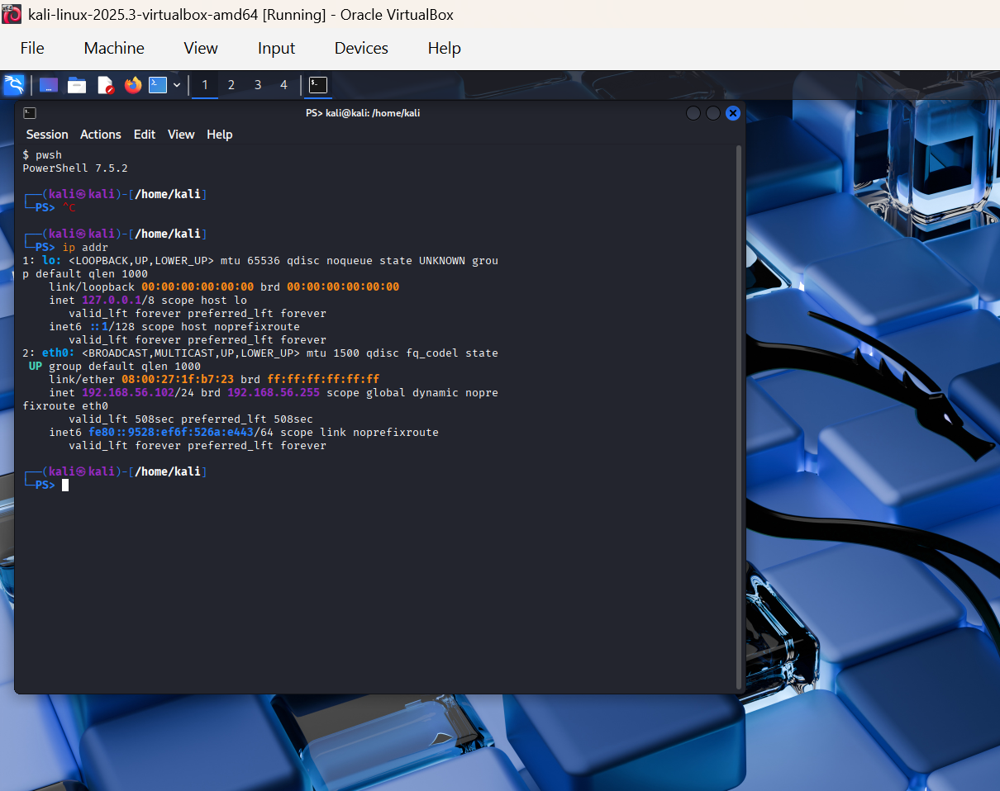 kali-linux-2025.3-virtualbox-amd64 [Running] - Oracle VirtualBox
File Machine View Input Devices Help
1 2 3 4
PS> kali@kali: /home/kali
Session Actions Edit View Help
$ pwsh
PowerShell 7.5.2
┌──(kali㉿kali)-[/home/kali]
└─PS> ^C
┌──(kali㉿kali)-[/home/kali]
└─PS> ip addr
1: lo: <LOOPBACK,UP,LOWER_UP> mtu 65536 qdisc noqueue state UNKNOWN grou
p default qlen 1000
    link/loopback 00:00:00:00:00:00 brd 00:00:00:00:00:00
    inet 127.0.0.1/8 scope host lo
       valid_lft forever preferred_lft forever
    inet6 ::1/128 scope host noprefixroute
       valid_lft forever preferred_lft forever
2: eth0: <BROADCAST,MULTICAST,UP,LOWER_UP> mtu 1500 qdisc fq_codel state
 UP group default qlen 1000
    link/ether 08:00:27:1f:b7:23 brd ff:ff:ff:ff:ff:ff
    inet 192.168.56.102/24 brd 192.168.56.255 scope global dynamic nopre
fixroute eth0
       valid_lft 508sec preferred_lft 508sec
    inet6 fe80::9528:ef6f:526a:e443/64 scope link noprefixroute
       valid_lft forever preferred_lft forever
┌──(kali㉿kali)-[/home/kali]
└─PS>